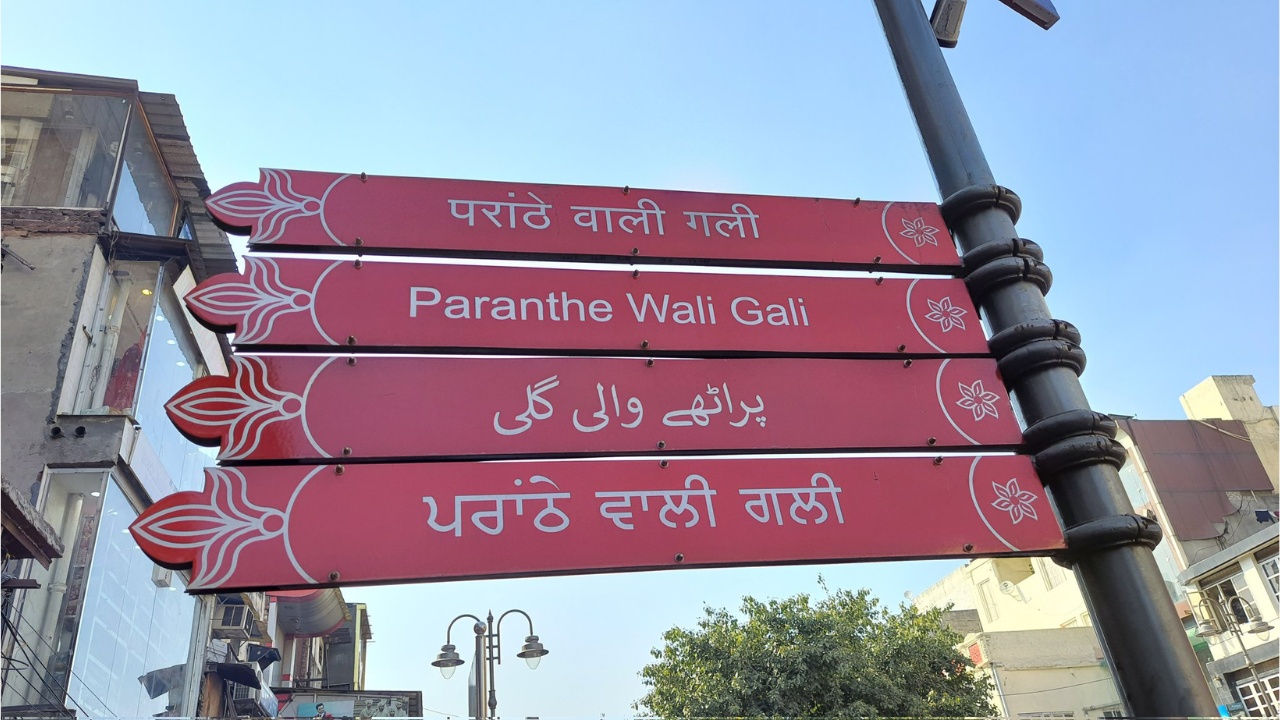 परांठे वाली गली
Paranthe Wali Gali
پراٹھے والی گلی
ਪਰਾਂਠੇ ਵਾਲੀ ਗਲੀ